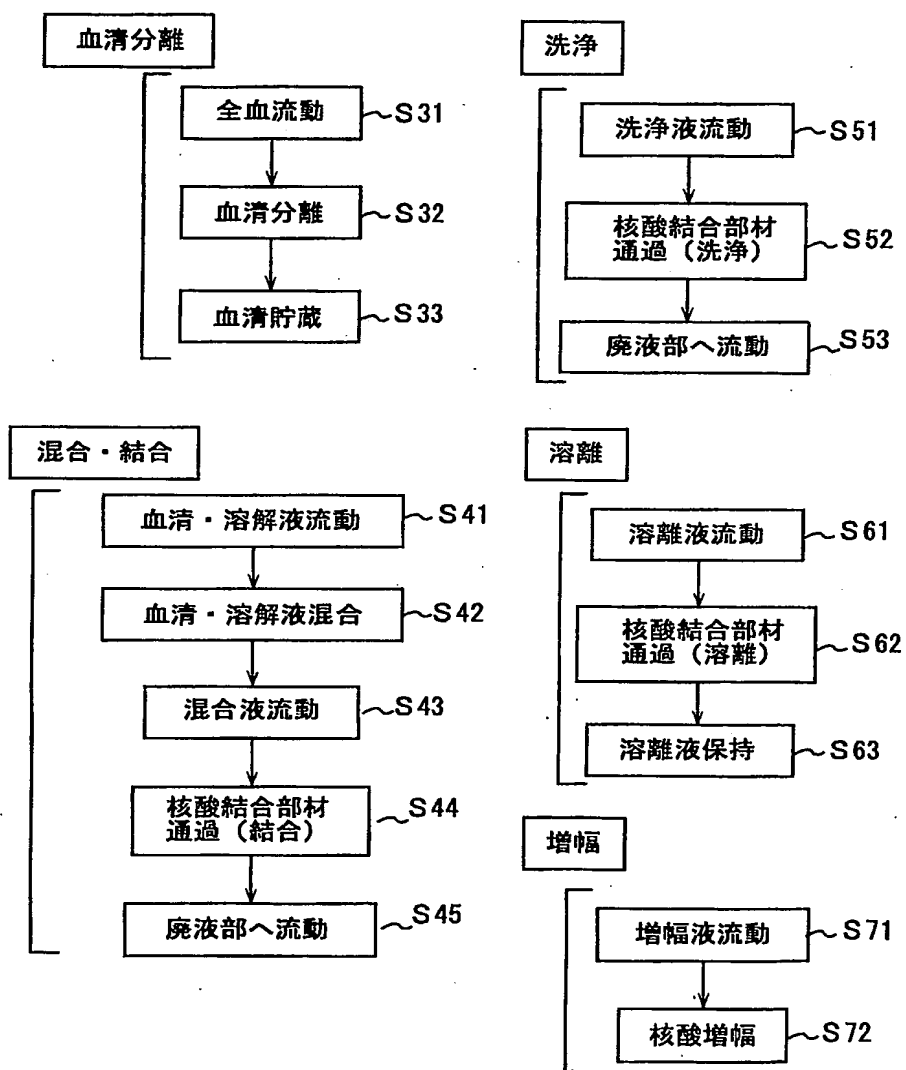 血清分離
全血流動
S31
血清分離
S32
血清貯蔵
S33
混合・結合
血清・溶解液流動
S41
血清・溶解液混合
S42
混合液流動
S43
核酸結合部材
通過（結合）
S44
廃液部へ流動
S45
洗浄
洗浄液流動
S51
核酸結合部材
通過（洗浄）
S52
廃液部へ流動
S53
溶離
溶離液流動
S61
核酸結合部材
通過（溶離）
S62
溶離液保持
S63
増幅
増幅液流動
S71
核酸増幅
S72